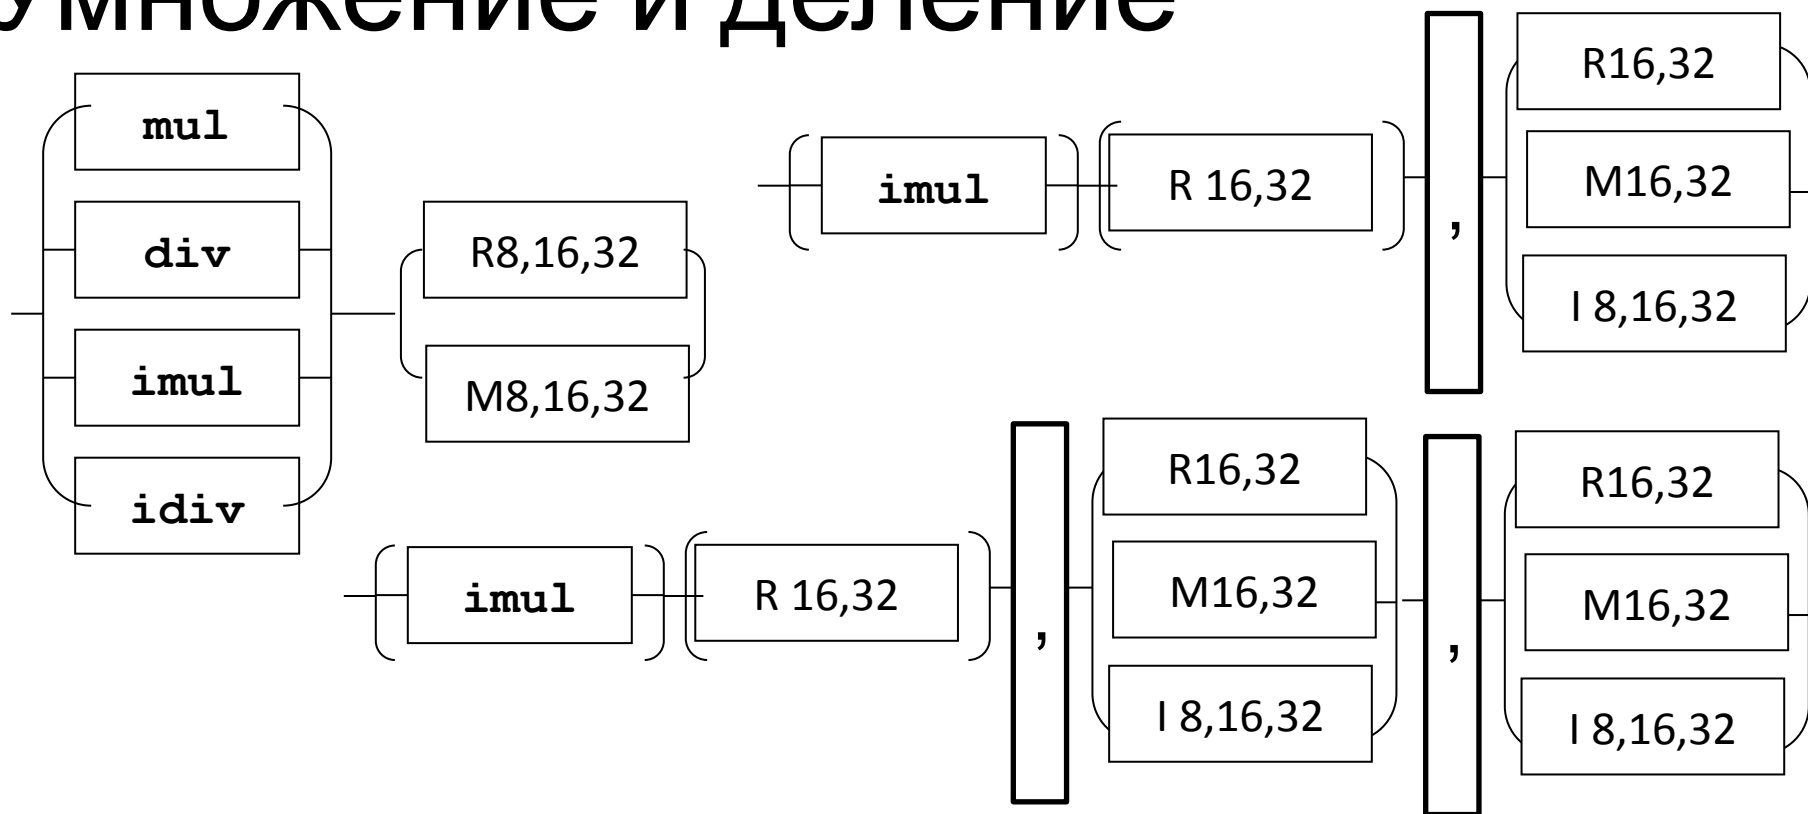 Умножение и деление
mul
div
imul
idiv
R8,16,32
M8,16,32
imul
R 16,32
,
R16,32
M16,32
I 8,16,32
imul
R 16,32
,
R16,32
M16,32
I 8,16,32
,
R16,32
M16,32
I 8,16,32